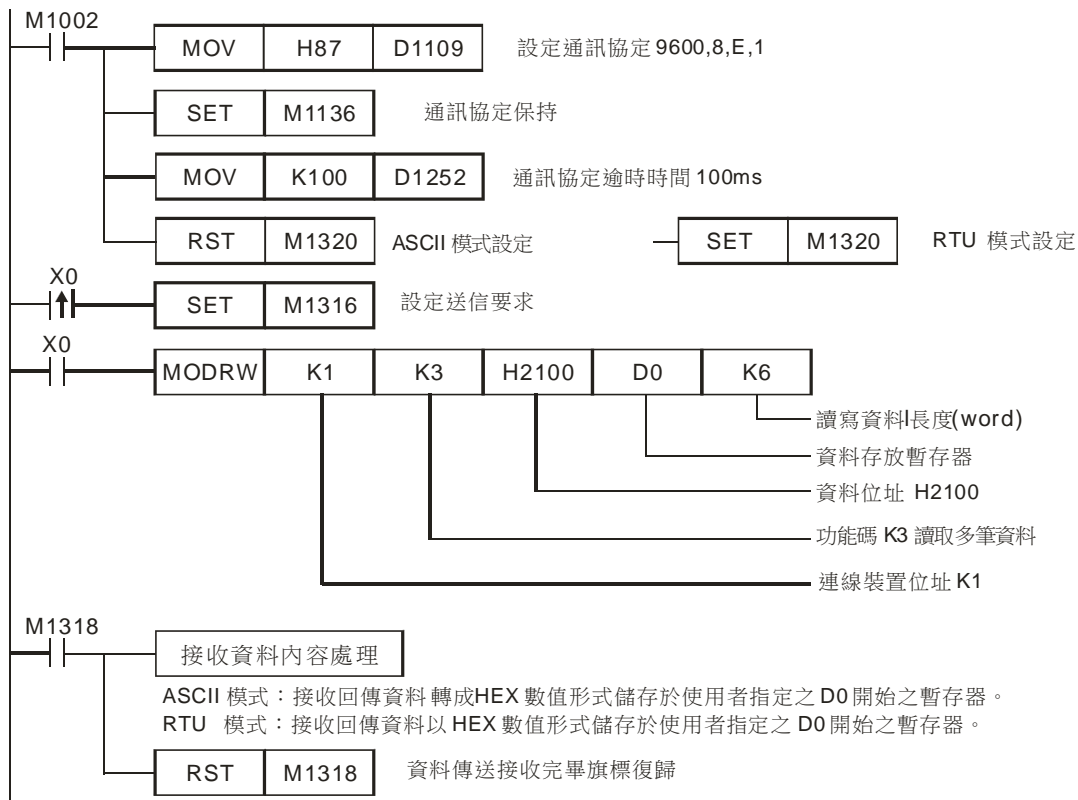 M1002
MOV H87 D1109 設定通訊協定 9600,8,E,1
SET M1136 通訊協定保持
MOV K100 D1252 通訊協定逾時時間 100ms
RST M1320 ASCII 模式設定 SET M1320 RTU 模式設定
X0
SET M1316 設定送信要求
X0
MODRW K1 K3 H2100 D0 K6
讀寫資料l長度(word)
資料存放暫存器
資料位址 H2100
功能碼 K3 讀取多筆資料
連線裝置位址 K1
M1318
接收資料內容處理
ASCII 模式：接收回傳資料 轉成HEX 數值形式儲存於使用者指定之 D0 開始之暫存器。
RTU 模式：接收回傳資料以 HEX 數值形式儲存於使用者指定之 D0 開始之暫存器。
RST M1318 資料傳送接收完畢旗標復歸